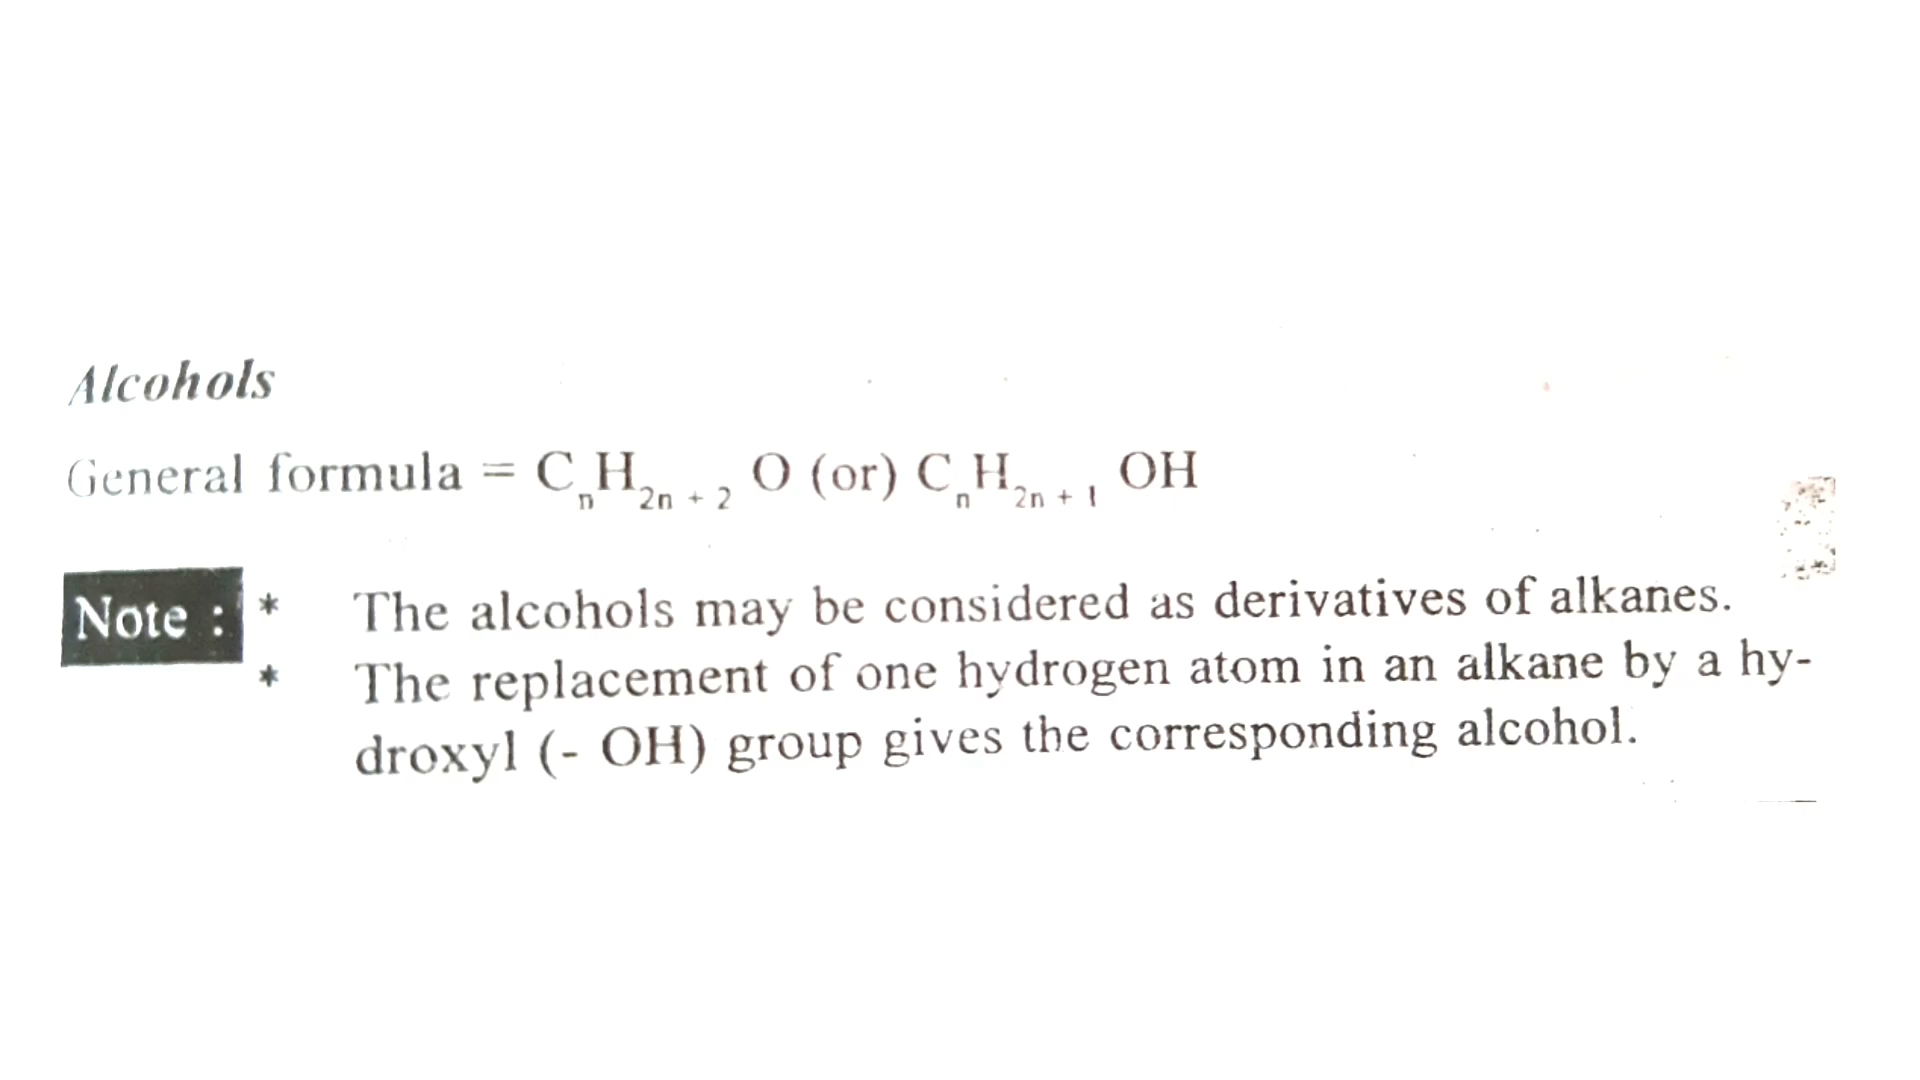 Alcohols
General formula = CₙH₂ₙ ₊ ₂ O (or) CₙH₂ₙ ₊ ₁ OH
Note : * The alcohols may be considered as derivatives of alkanes.
* The replacement of one hydrogen atom in an alkane by a hy-
droxyl (- OH) group gives the corresponding alcohol.